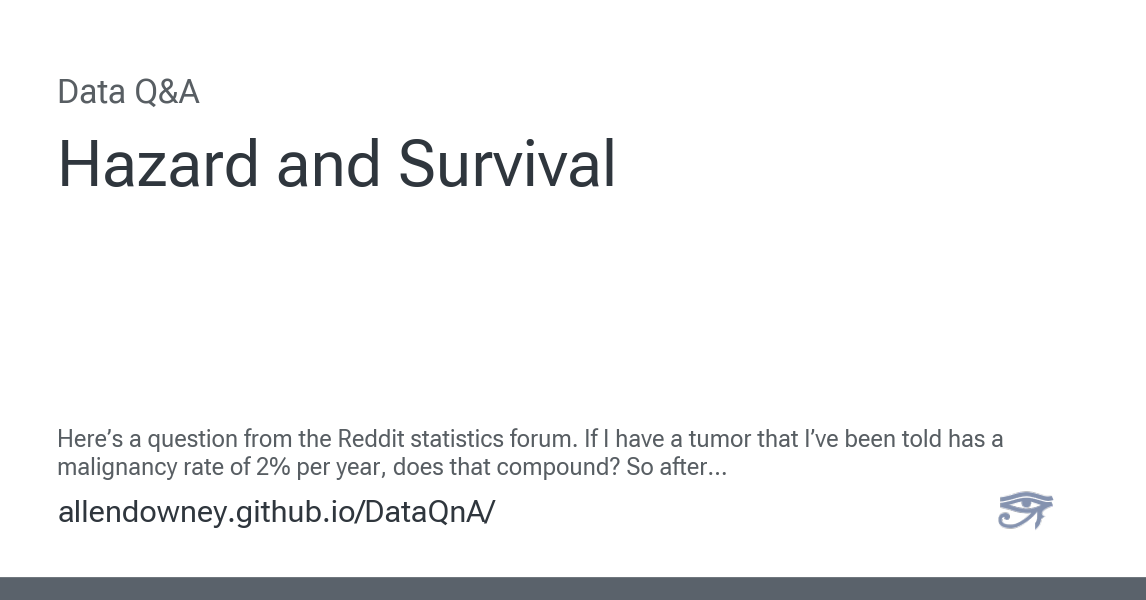 Data Q&A
Hazard and Survival
Here’s a question from the Reddit statistics forum. If I have a tumor that I’ve been told has a
malignancy rate of 2% per year, does that compound? So after...
allendowney.github.io/DataQnA/